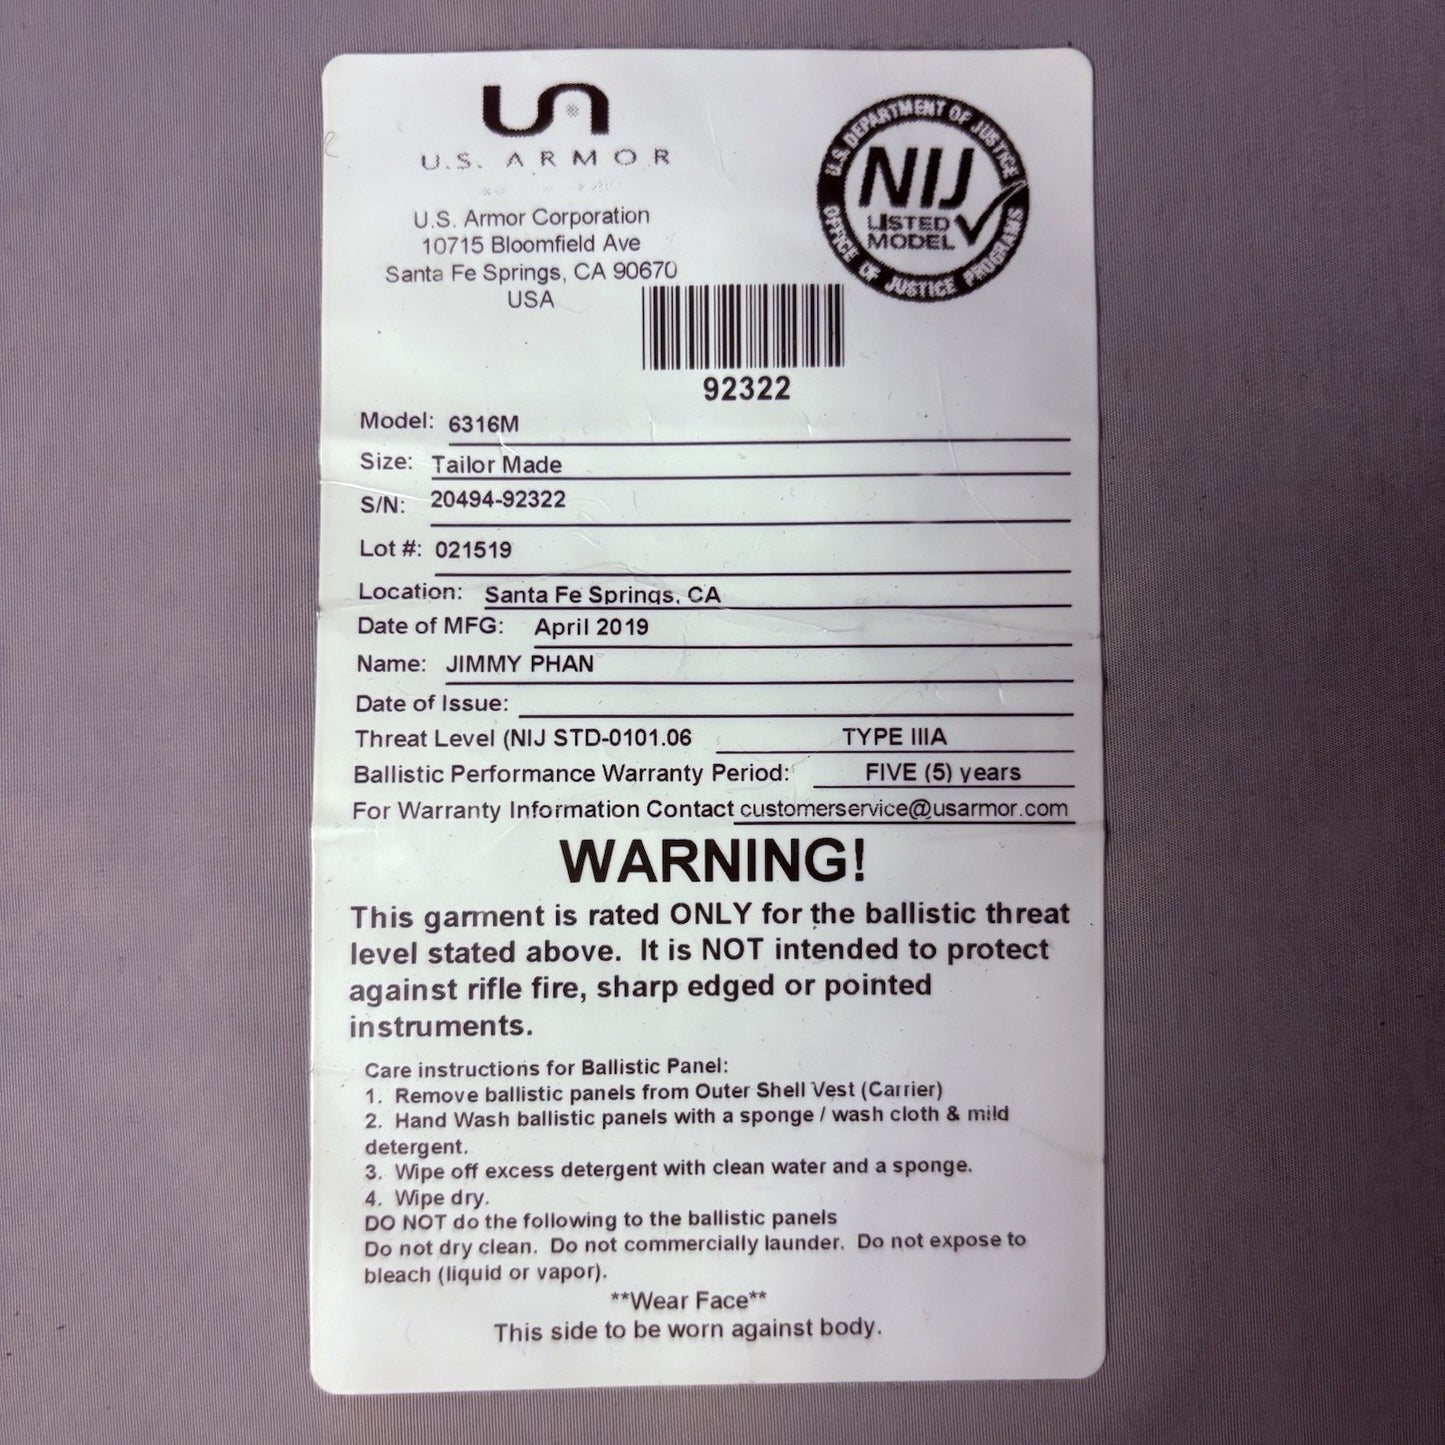 U.S. ARMOR
U.S. Armor Corporation
10715 Bloomfield Ave
Santa Fe Springs, CA 90670
USA
U.S. DEPARTMENT OF JUSTICE
NIJ
LISTED
MODEL
OFFICE OF JUSTICE PROGRAMS
92322
Model: 6316M
Size: Tailor Made
S/N: 20494-92322
Lot #: 021519
Location: Santa Fe Springs, CA
Date of MFG: April 2019
Name: JIMMY PHAN
Date of Issue:
Threat Level (NIJ STD-0101.06 TYPE IIIA
Ballistic Performance Warranty Period: FIVE (5) years
For Warranty Information Contact customerservice@usarmor.com
WARNING!
This garment is rated ONLY for the ballistic threat
level stated above. It is NOT intended to protect
against rifle fire, sharp edged or pointed
instruments.
Care instructions for Ballistic Panel:
1. Remove ballistic panels from Outer Shell Vest (Carrier)
2. Hand Wash ballistic panels with a sponge / wash cloth & mild
detergent.
3. Wipe off excess detergent with clean water and a sponge.
4. Wipe dry.
DO NOT do the following to the ballistic panels
Do not dry clean. Do not commercially launder. Do not expose to
bleach (liquid or vapor).
**Wear Face**
This side to be worn against body.